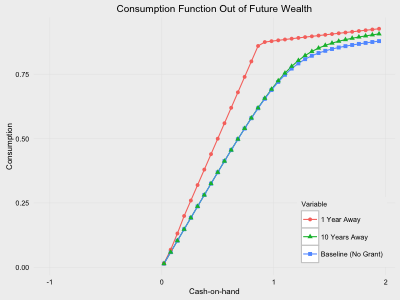 Consumption Function Out of Future Wealth
Consumption
0.75
0.50
0.25
0.00
-1
0
1
2
Cash-on-hand
Variable
1 Year Away
10 Years Away
Baseline (No Grant)